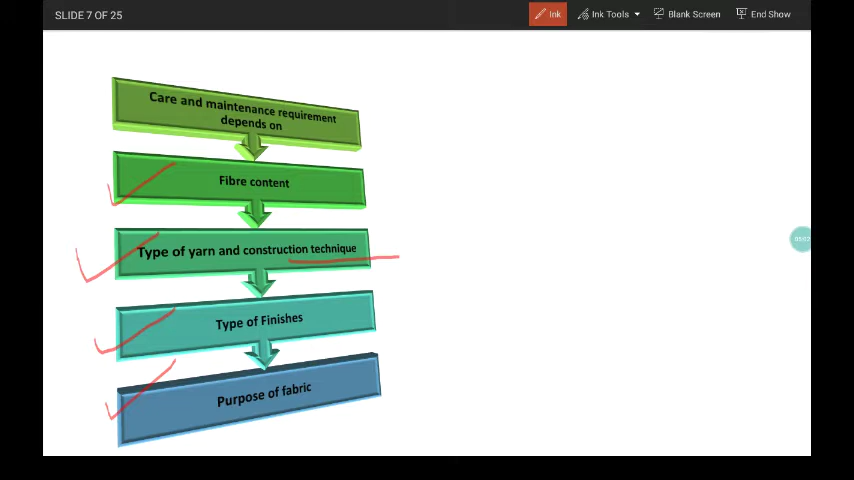 SLIDE 7 OF 25
Ink
Ink Tools
Blank Screen
End Show
Care and maintenance requirement
depends on
Fibre content
Type of yarn and construction technique
Type of Finishes
Purpose of fabric